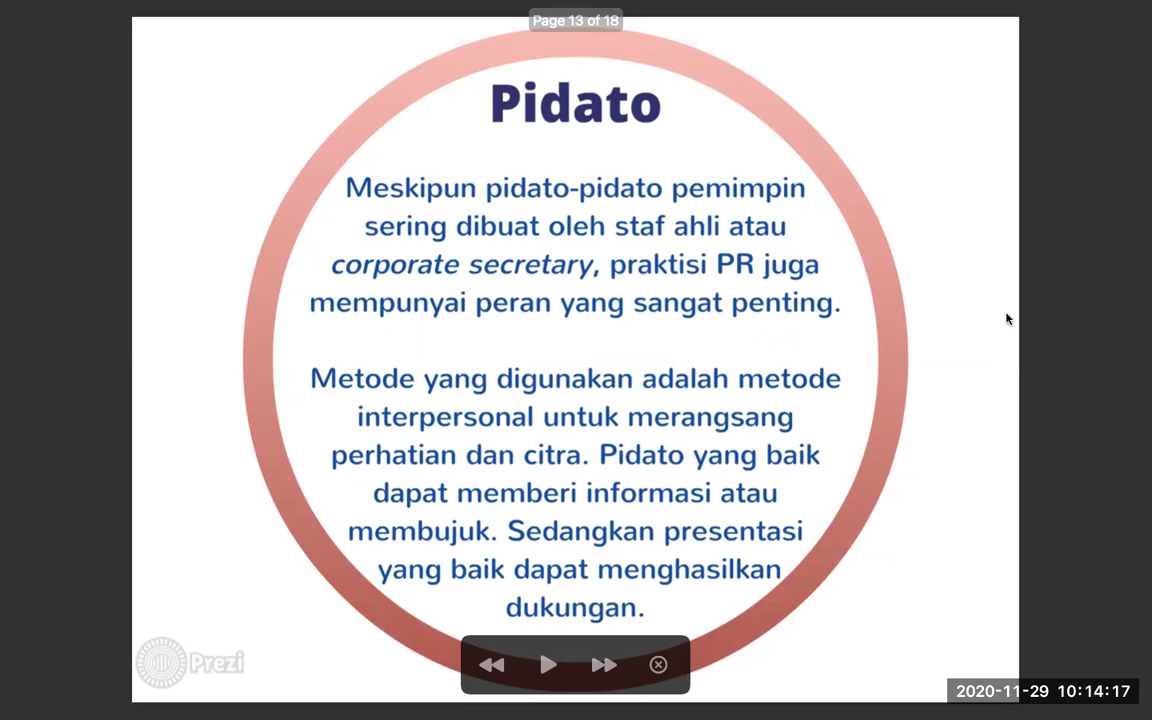 Page 13 of 18
Pidato
Meskipun pidato-pidato pemimpin
sering dibuat oleh staf ahli atau
corporate secretary, praktisi PR juga
mempunyai peran yang sangat penting.
Metode yang digunakan adalah metode
interpersonal untuk merangsang
perhatian dan citra. Pidato yang baik
dapat memberi informasi atau
membujuk. Sedangkan presentasi
yang baik dapat menghasilkan
dukungan.
Prezi
2020-11-29 10:14:17